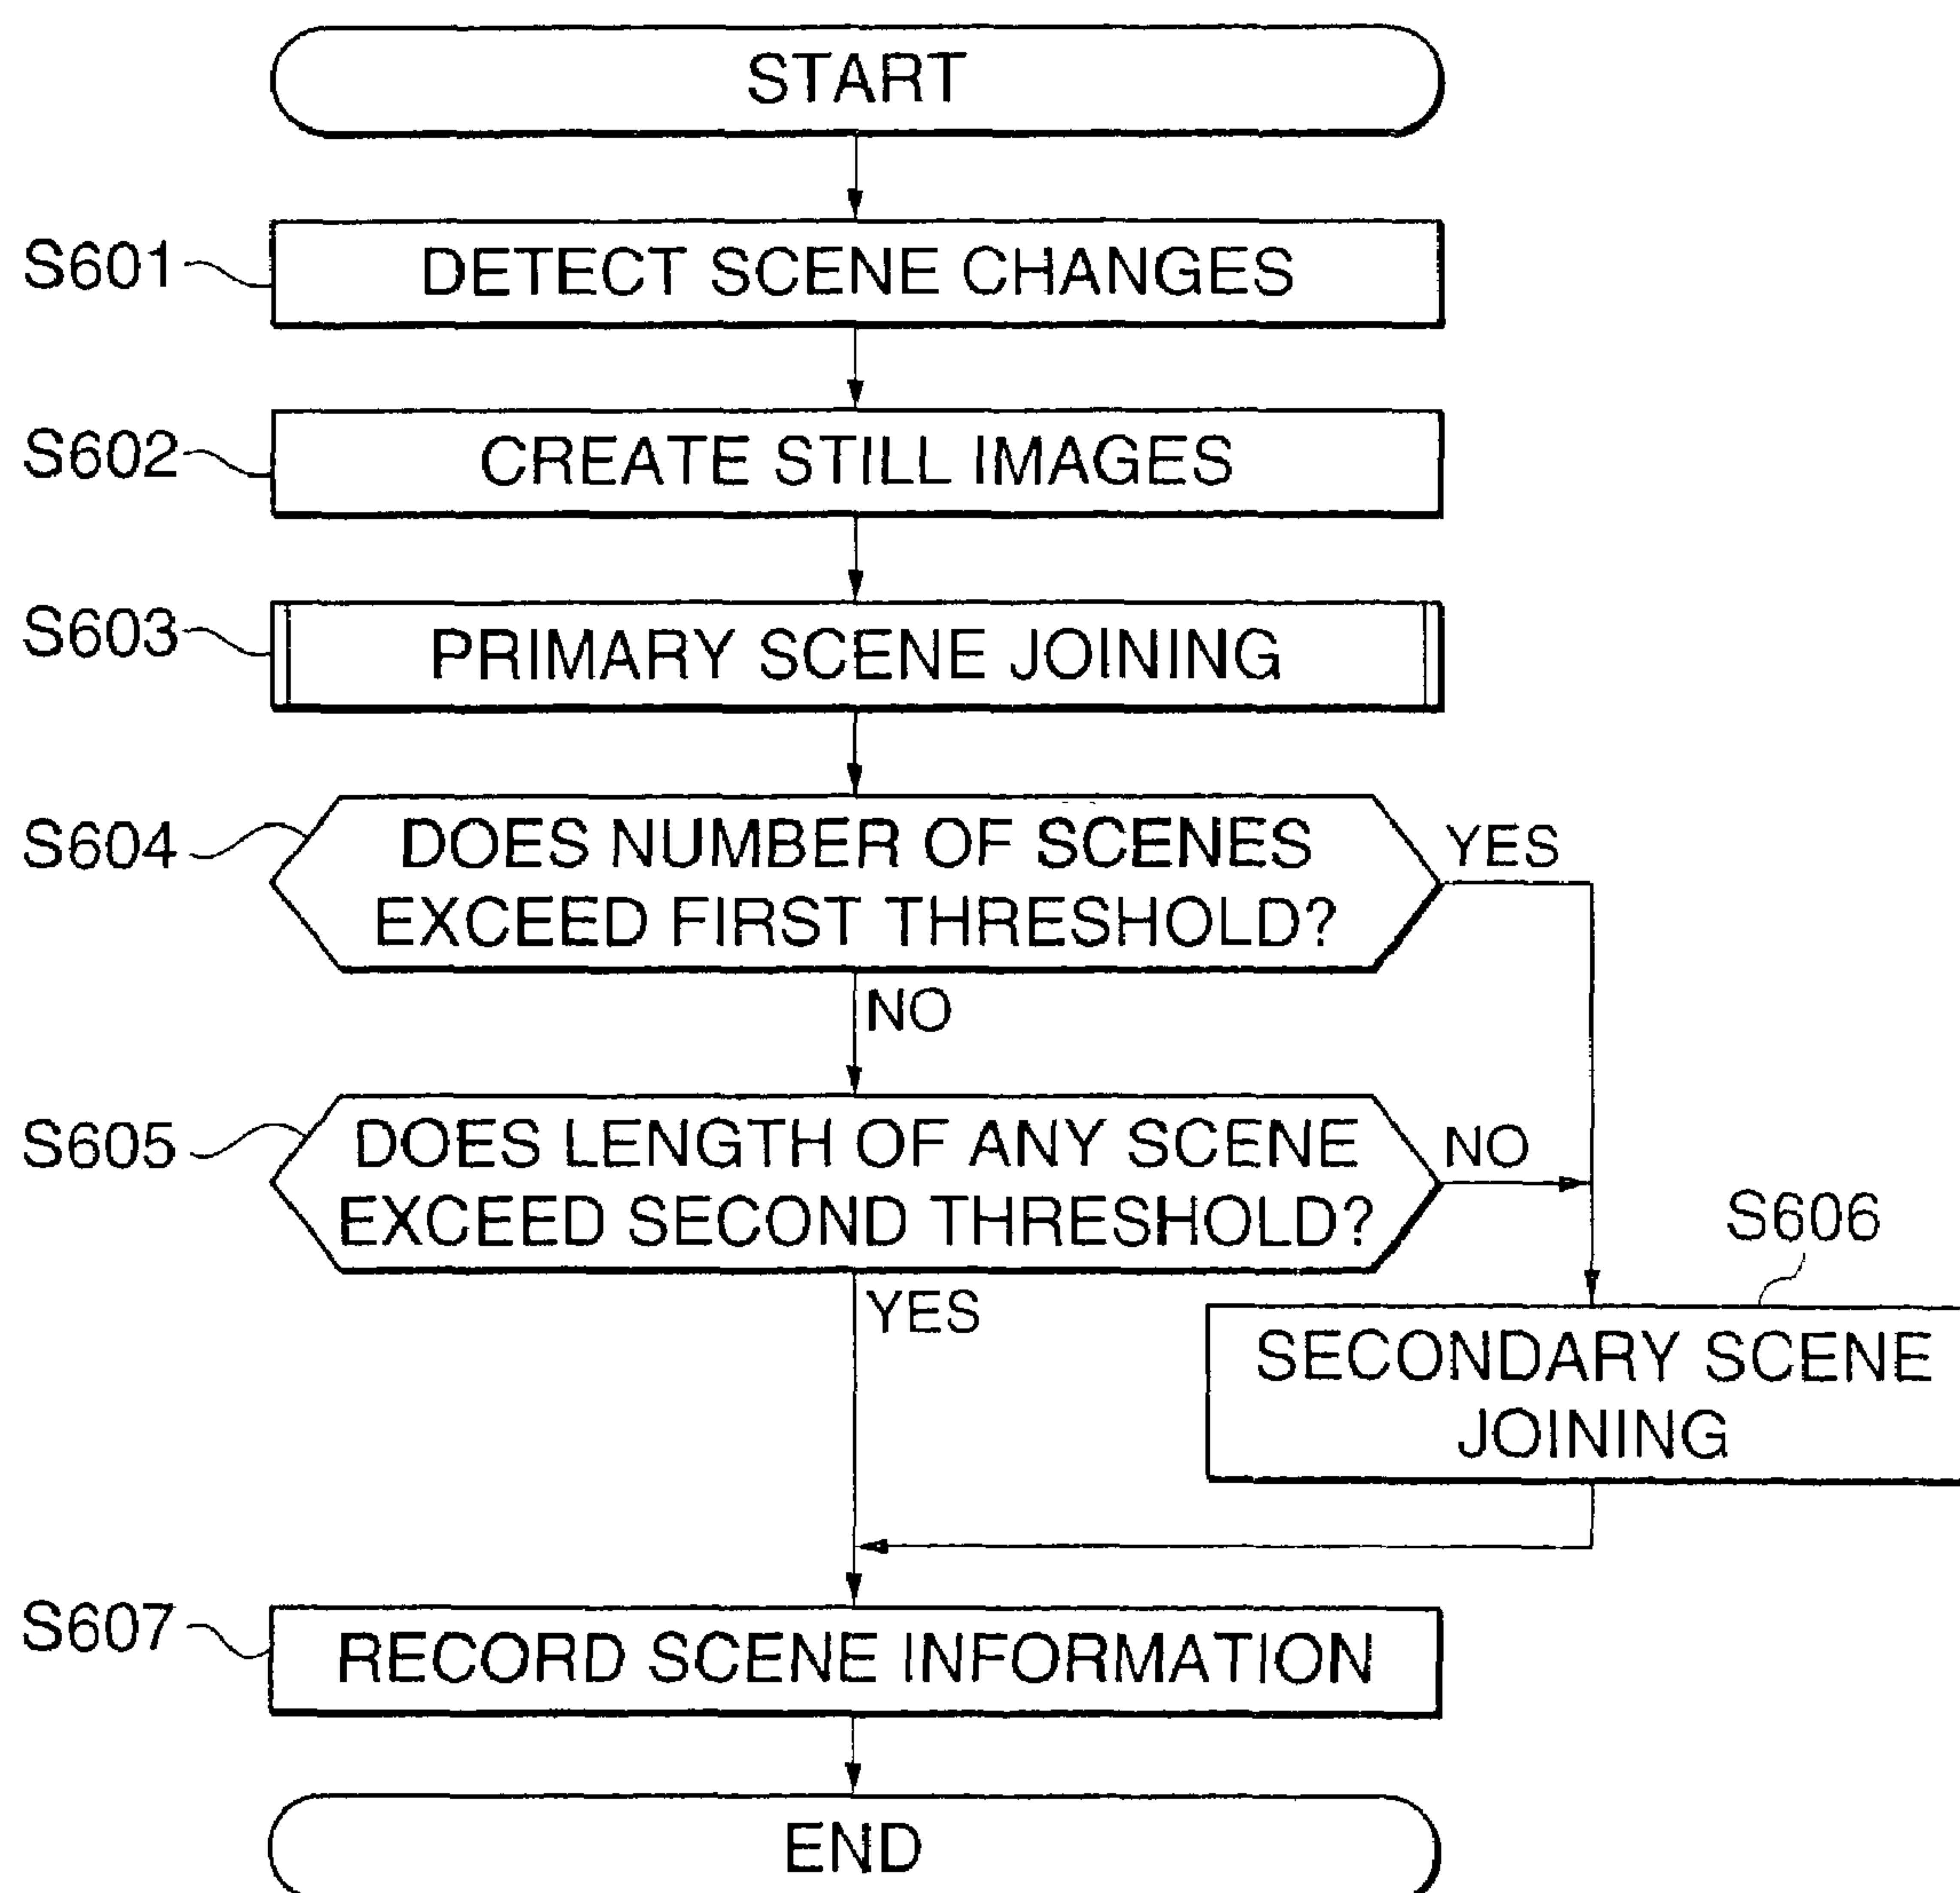 START
S601
DETECT SCENE CHANGES
S602
CREATE STILL IMAGES
S603
PRIMARY SCENE JOINING
S604
DOES NUMBER OF SCENES
EXCEED FIRST THRESHOLD?
YES
NO
S605
DOES LENGTH OF ANY SCENE
EXCEED SECOND THRESHOLD?
NO
YES
S606
SECONDARY SCENE
JOINING
S607
RECORD SCENE INFORMATION
END